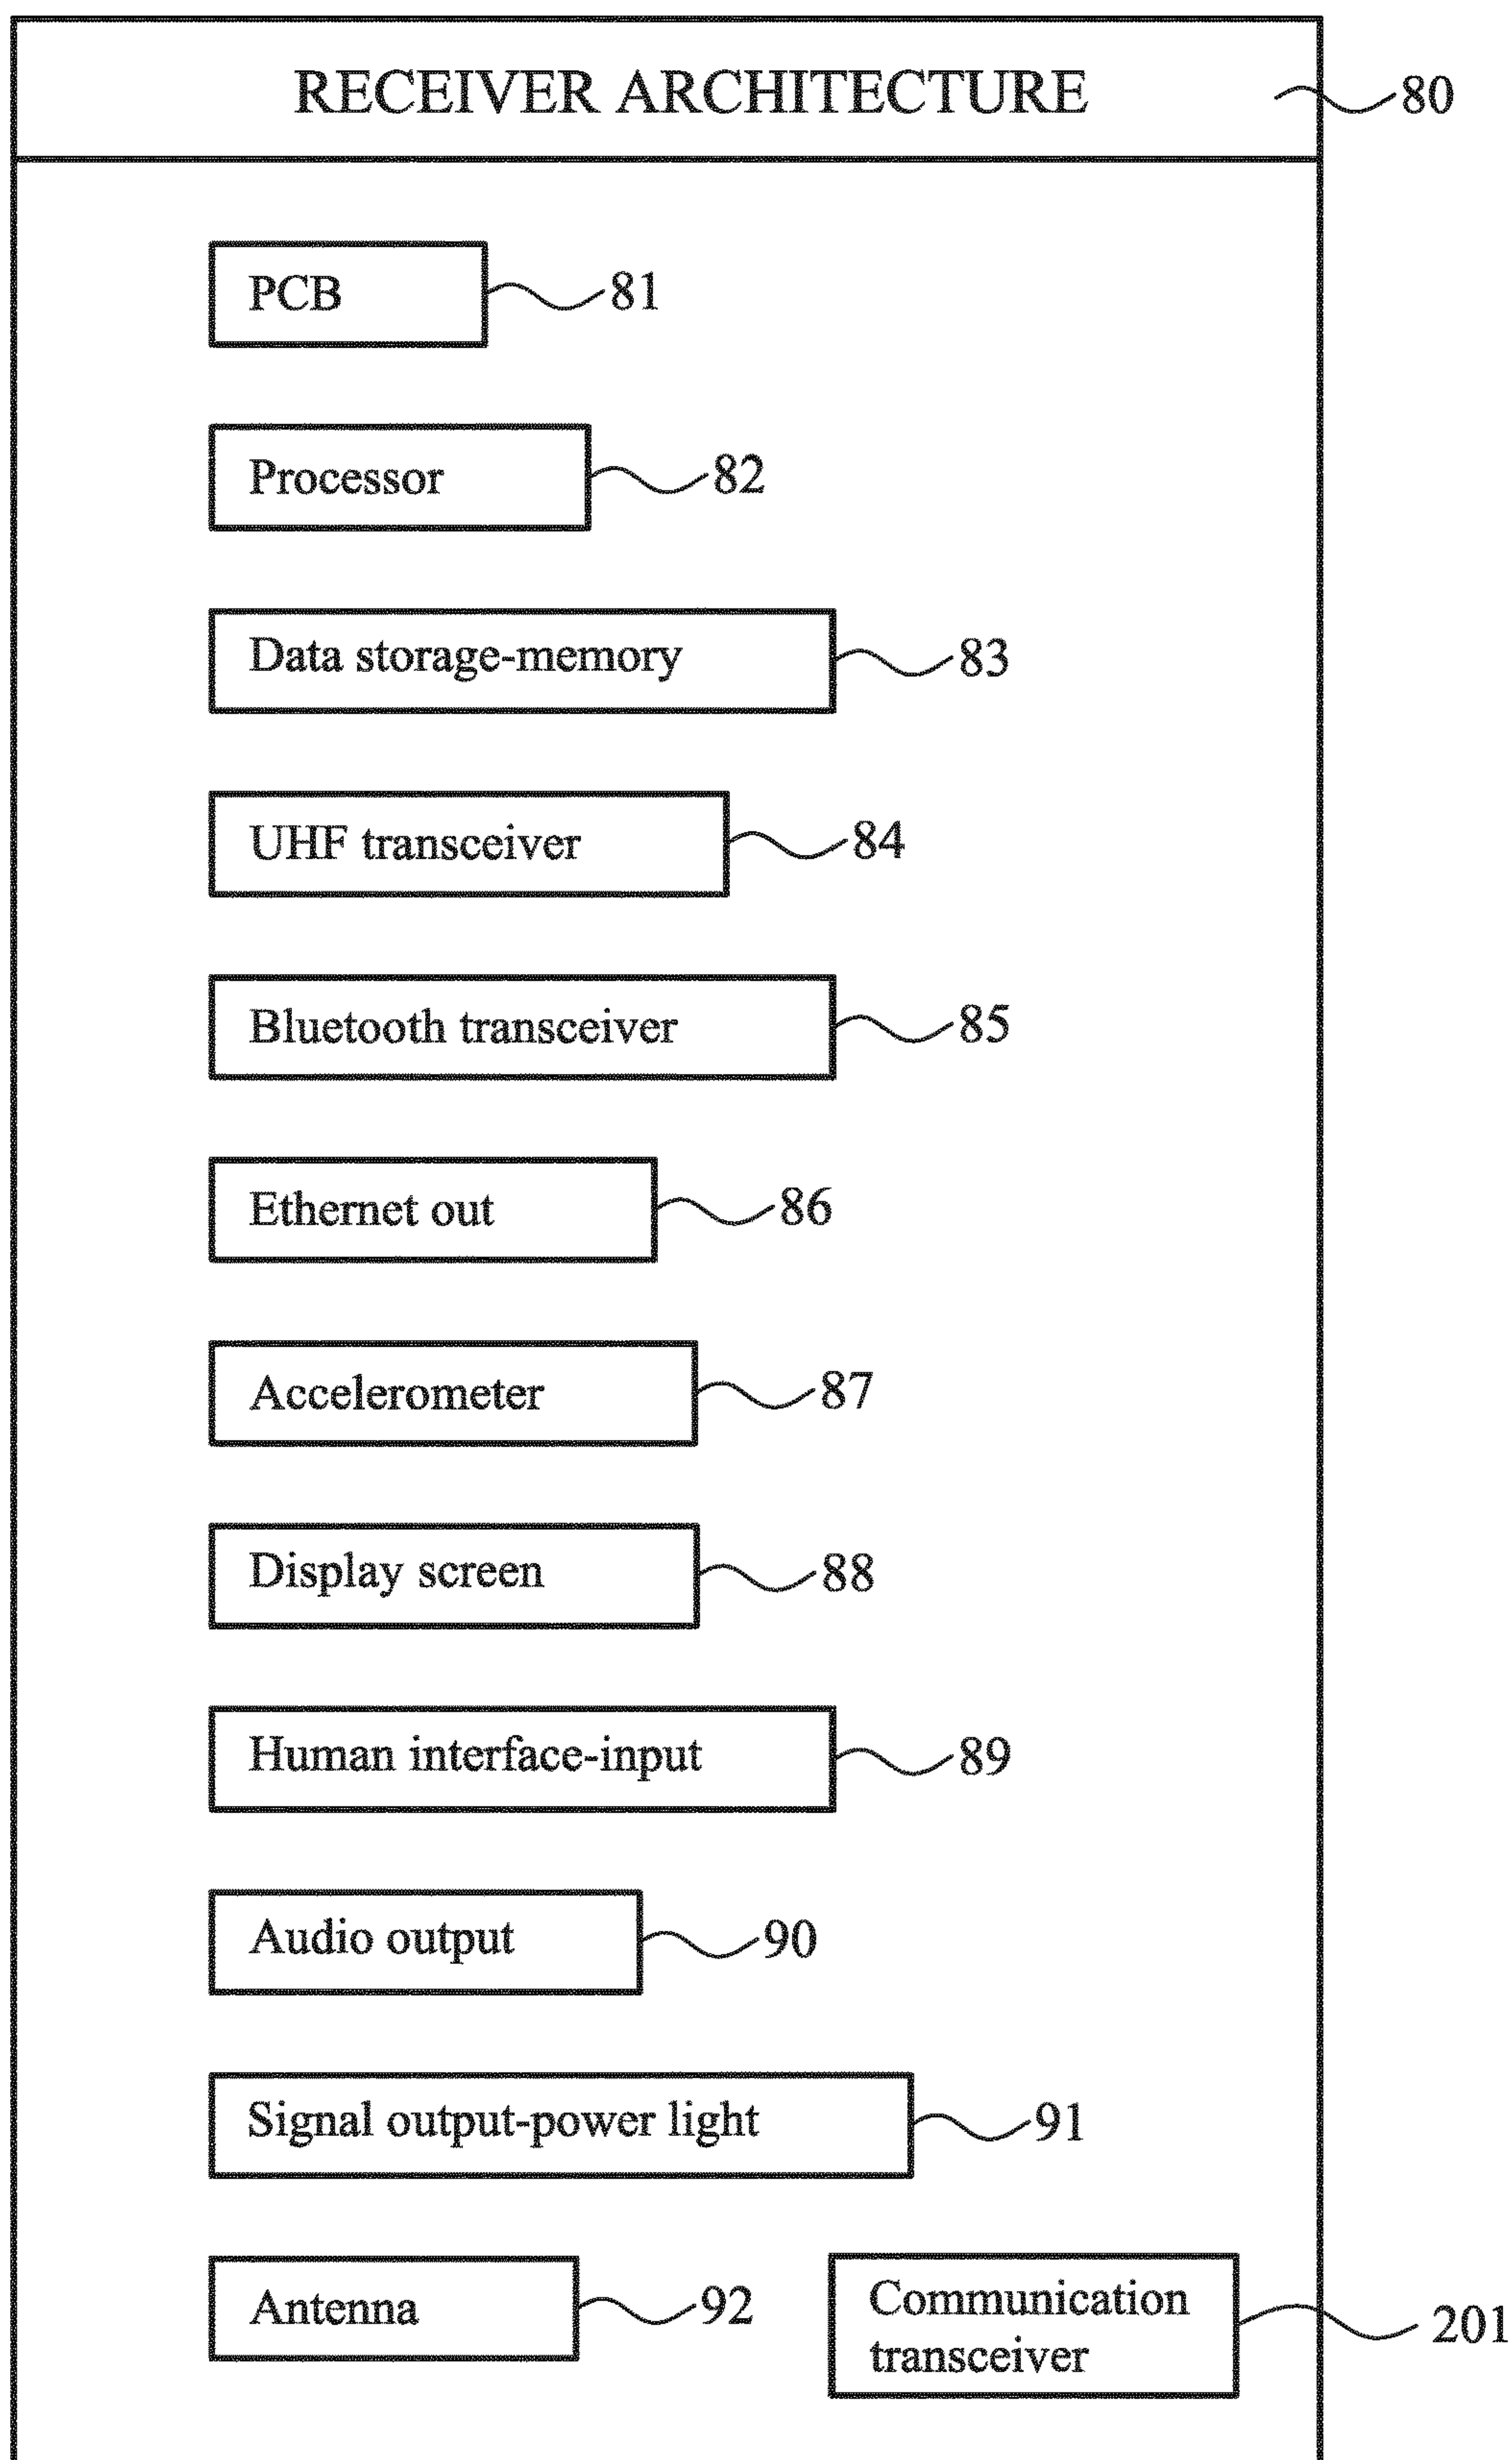 RECEIVER ARCHITECTURE 80
PCB 81
Processor 82
Data storage-memory 83
UHF transceiver 84
Bluetooth transceiver 85
Ethernet out 86
Accelerometer 87
Display screen 88
Human interface-input 89
Audio output 90
Signal output-power light 91
Antenna 92
Communication
transceiver 201